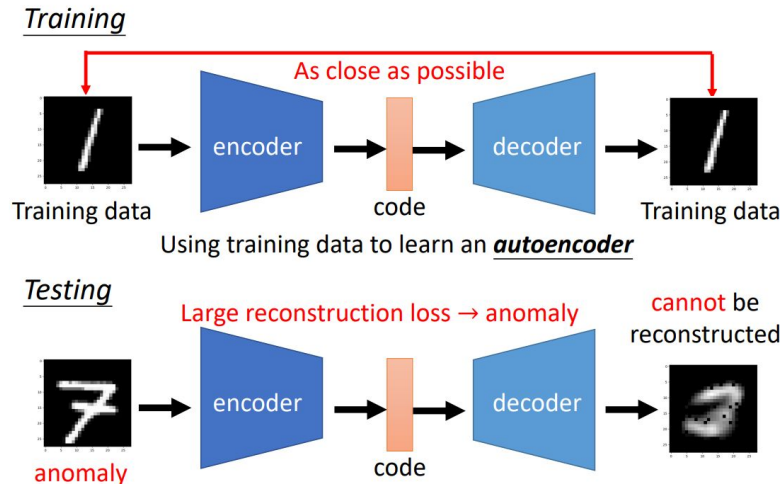 Training
As close as possible
encoder
decoder
code
Training data
Training data
Using training data to learn an autoencoder
Testing
Large reconstruction loss → anomaly
cannot be
reconstructed
encoder
decoder
code
anomaly